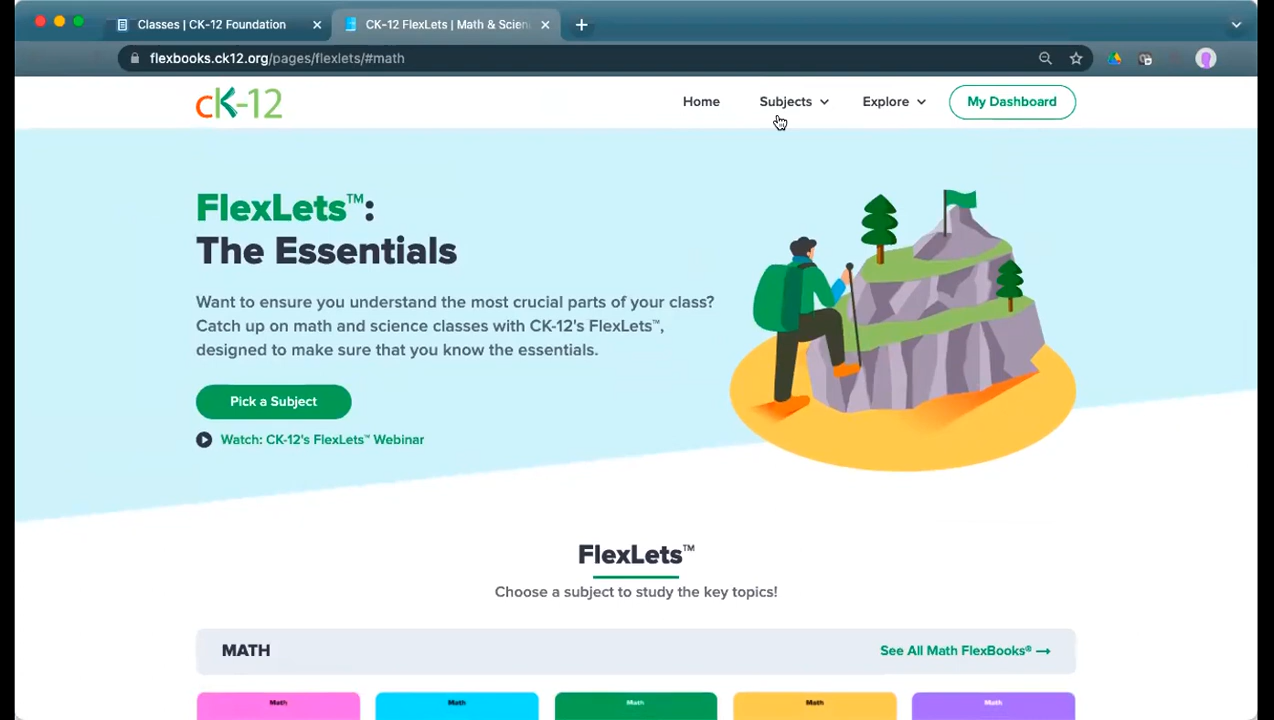 Classes | CK-12 Foundation
CK-12 FlexLets | Math & Scien
flexbooks.ck12.org/pages/flexlets/#math
cK-12
Home
Subjects
Explore
My Dashboard
FlexLets™:
The Essentials
Want to ensure you understand the most crucial parts of your class?
Catch up on math and science classes with CK-12's FlexLets™,
designed to make sure that you know the essentials.
Pick a Subject
Watch: CK-12's FlexLets™ Webinar
FlexLets™
Choose a subject to study the key topics!
MATH
See All Math FlexBooks® →
Math
Math
Math
Math
Math